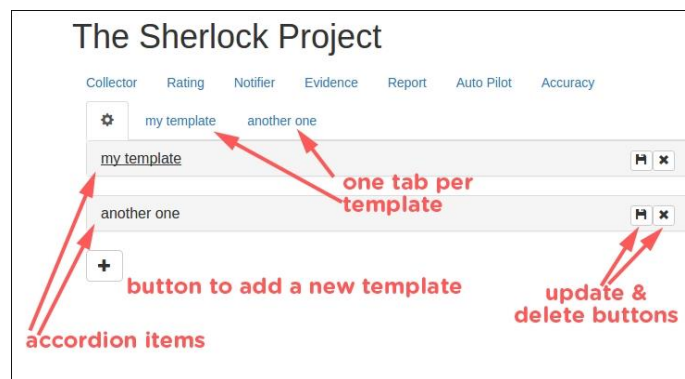 The Sherlock Project
Collector Rating Notifier Evidence Report Auto Pilot Accuracy
my template another one
my template
one tab per
template
another one
button to add a new template
update &
delete buttons
accordion items